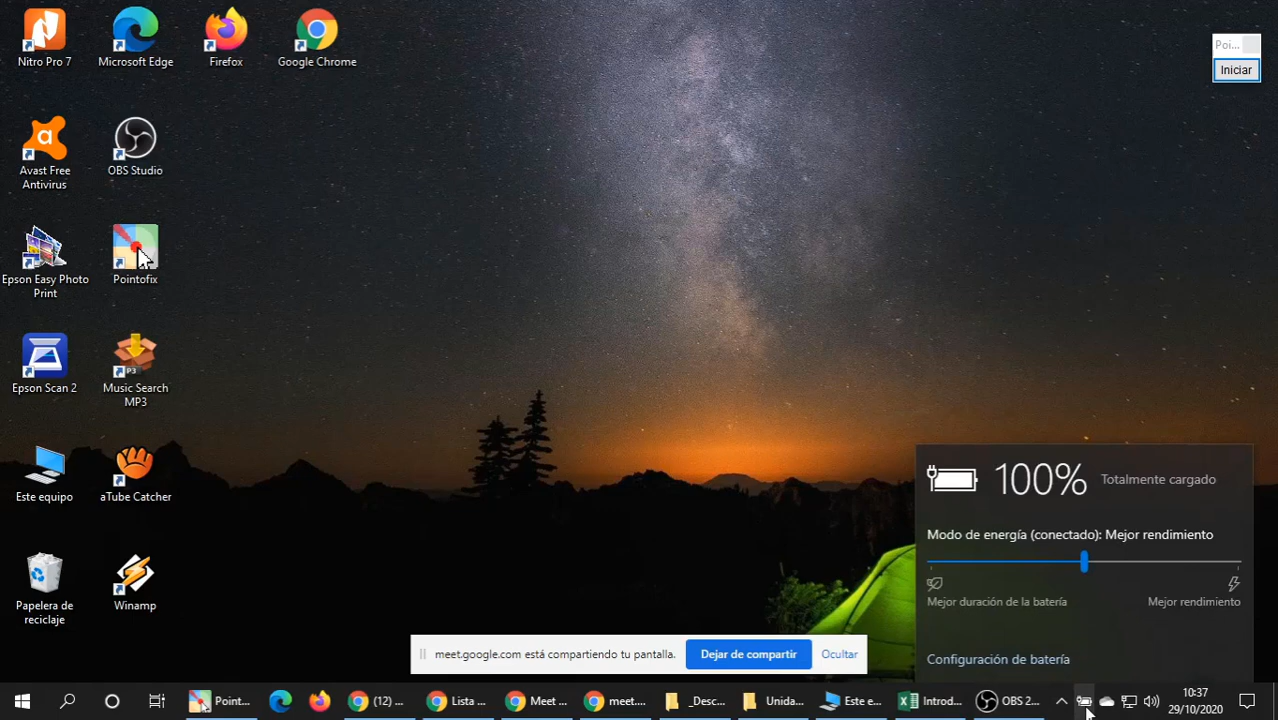 Nitro Pro 7
Microsoft Edge
Firefox
Google Chrome
Poi...
Iniciar
Avast Free
Antivirus
OBS Studio
Epson Easy Photo
Print
Pointofix
Epson Scan 2
P3
Music Search
MP3
Este equipo
aTube Catcher
Papelera de
reciclaje
Winamp
100% Totalmente cargado
Modo de energía (conectado): Mejor rendimiento
Mejor duración de la batería
Mejor rendimiento
Configuración de batería
meet.google.com está compartiendo tu pantalla.
Dejar de compartir
Ocultar
Point...
(12) ...
Lista ...
Meet ...
meet....
_Desc...
Unida...
Este e...
Introd...
OBS 2...
10:37
29/10/2020